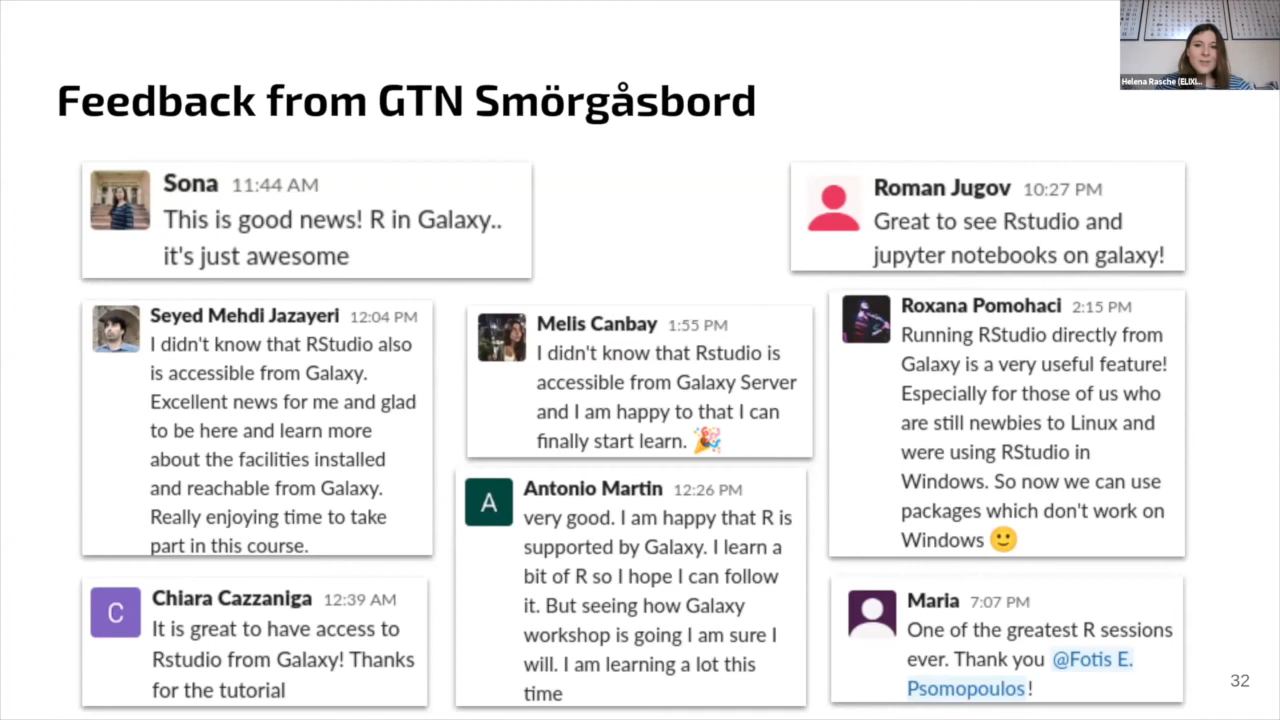 Helena Rasche (ELIXI...
Feedback from GTN Smörgåsbord
Sona 11:44 AM
This is good news! R in Galaxy..
it's just awesome
Roman Jugov 10:27 PM
Great to see Rstudio and
jupyter notebooks on galaxy!
Seyed Mehdi Jazayeri 12:04 PM
I didn't know that RStudio also
is accessible from Galaxy.
Excellent news for me and glad
to be here and learn more
about the facilities installed
and reachable from Galaxy.
Really enjoying time to take
part in this course.
Melis Canbay 1:55 PM
I didn't know that Rstudio is
accessible from Galaxy Server
and I am happy to that I can
finally start learn. 🎉
Roxana Pomohaci 2:15 PM
Running RStudio directly from
Galaxy is a very useful feature!
Especially for those of us who
are still newbies to Linux and
were using RStudio in
Windows. So now we can use
packages which don't work on
Windows 🙂
A
Antonio Martin 12:26 PM
very good. I am happy that R is
supported by Galaxy. I learn a
bit of R so I hope I can follow
it. But seeing how Galaxy
workshop is going I am sure I
will. I am learning a lot this
time
C
Chiara Cazzaniga 12:39 AM
It is great to have access to
Rstudio from Galaxy! Thanks
for the tutorial
Maria 7:07 PM
One of the greatest R sessions
ever. Thank you @Fotis E.
Psomopoulos!
32